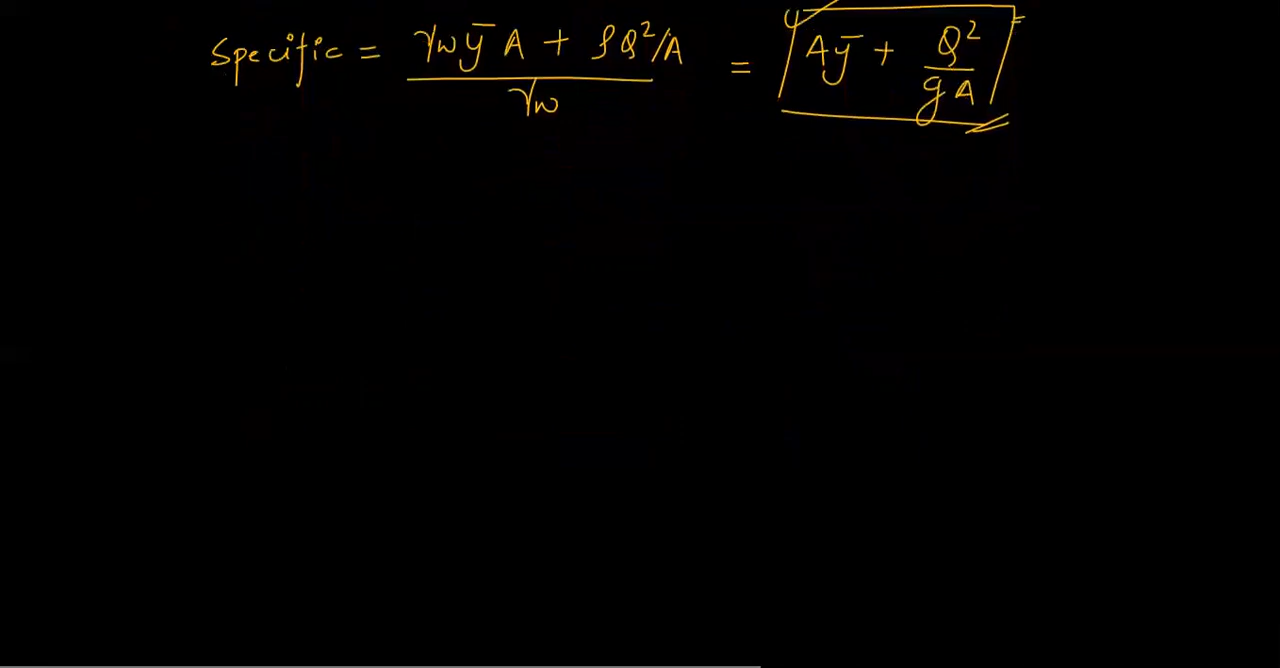 Specific = (γw ȳ A + ρQ²/A) / γw = Aȳ + Q²/gA